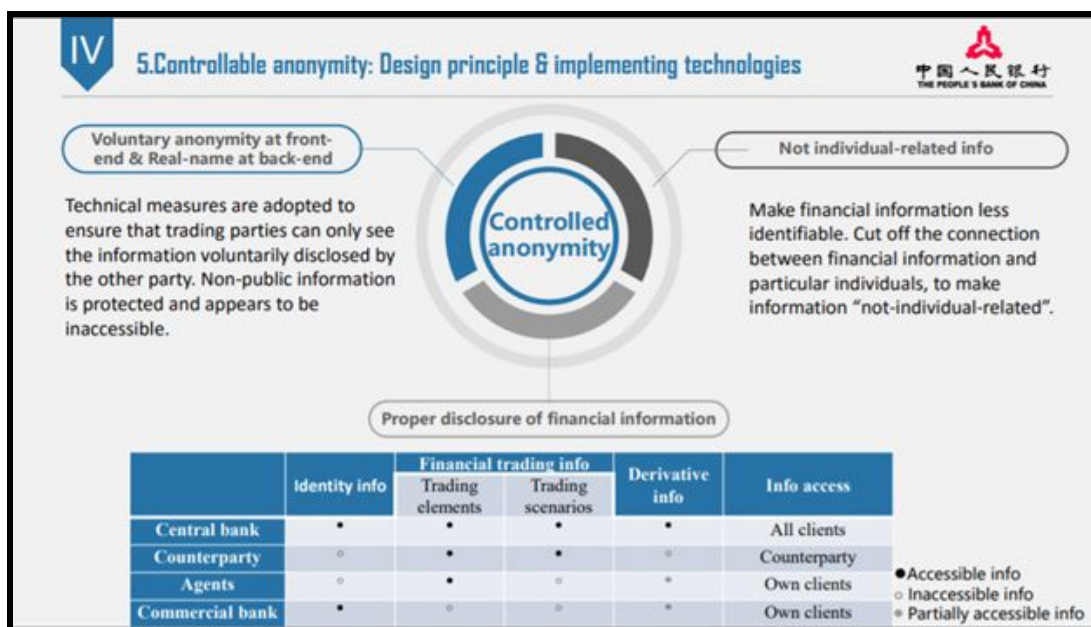 IV
5.Controllable anonymity: Design principle & implementing technologies
中国人民银行
THE PEOPLE'S BANK OF CHINA
Voluntary anonymity at front-
end & Real-name at back-end
Technical measures are adopted to
ensure that trading parties can only see
the information voluntarily disclosed by
the other party. Non-public information
is protected and appears to be
inaccessible.
Controlled
anonymity
Not individual-related info
Make financial information less
identifiable. Cut off the connection
between financial information and
particular individuals, to make
information “not-individual-related”.
Proper disclosure of financial information
Identity info
Financial trading info
Trading
elements
Trading
scenarios
Derivative
info
Info access
Central bank ● ● ● ● All clients
Counterparty ○ ● ● ○ Counterparty
Agents ○ ● ○ ◉ Own clients
Commercial bank ● ○ ○ ◉ Own clients
●Accessible info
○ Inaccessible info
◉ Partially accessible info